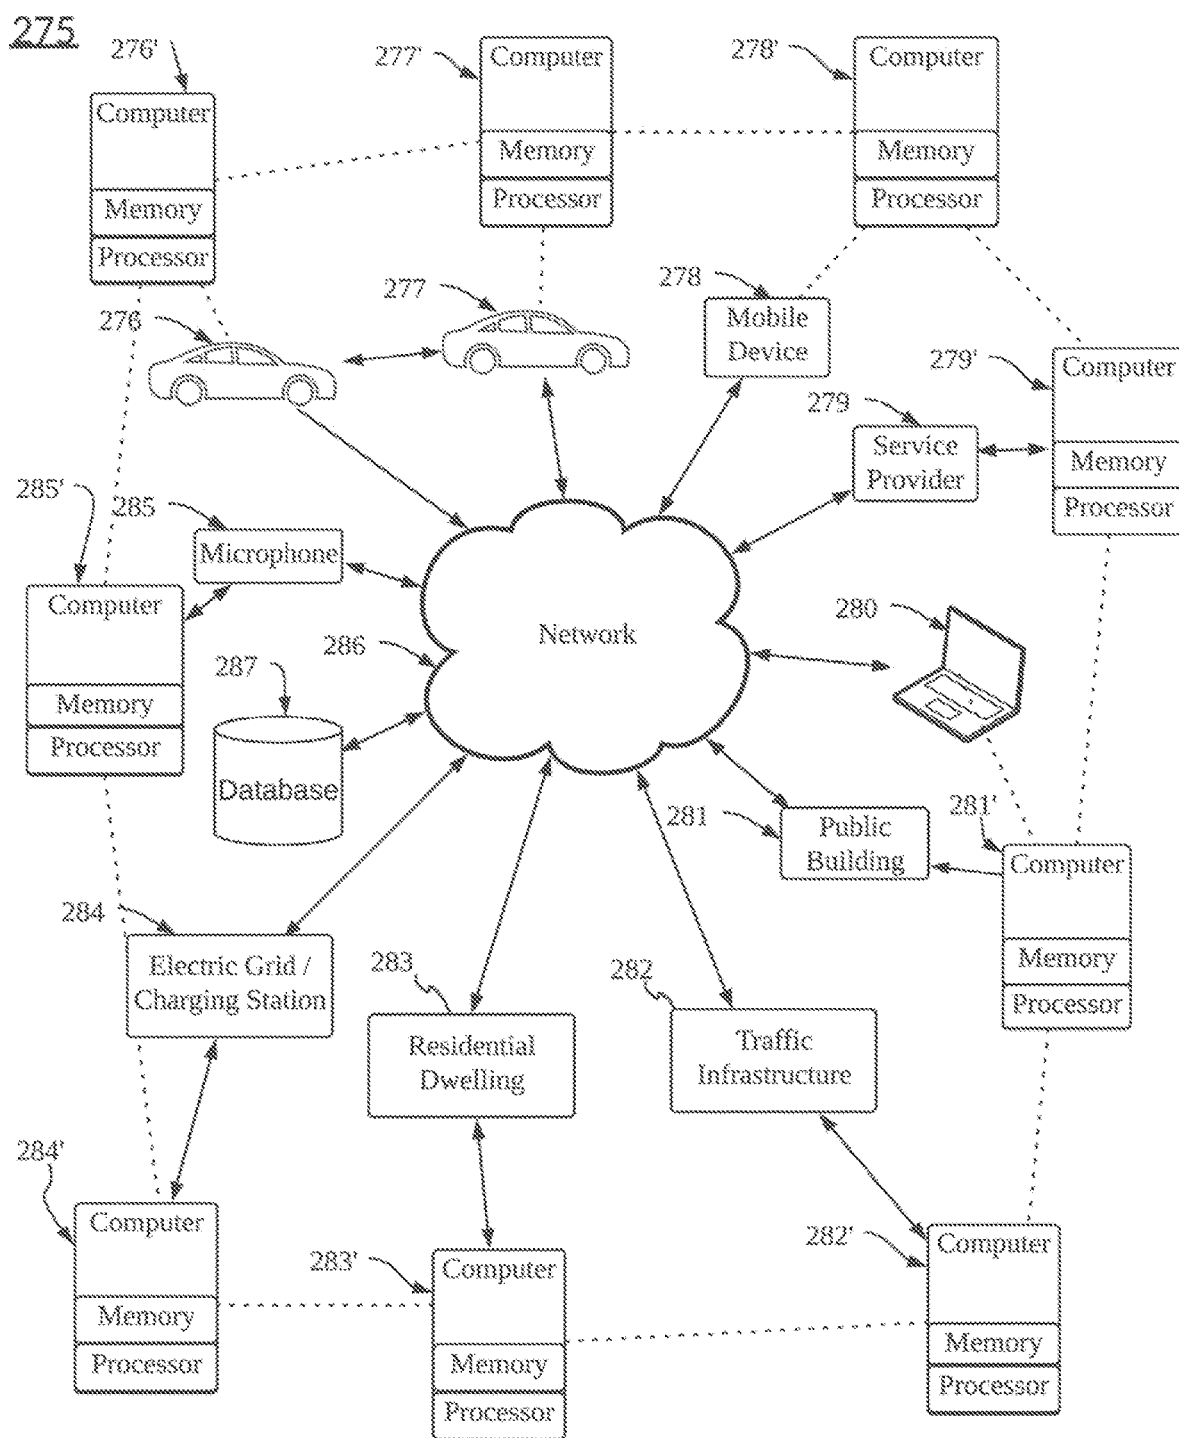 275
276'
Computer
Memory
Processor
277'
Computer
Memory
Processor
278'
Computer
Memory
Processor
276
277
278
Mobile
Device
279'
Computer
Memory
Processor
279
Service
Provider
285'
285
Microphone
Computer
Memory
Processor
286
Network
280
287
Database
281
Public
Building
281'
Computer
Memory
Processor
284
Electric Grid /
Charging Station
283
Residential
Dwelling
282
Traffic
Infrastructure
284'
Computer
Memory
Processor
283'
Computer
Memory
Processor
282'
Computer
Memory
Processor